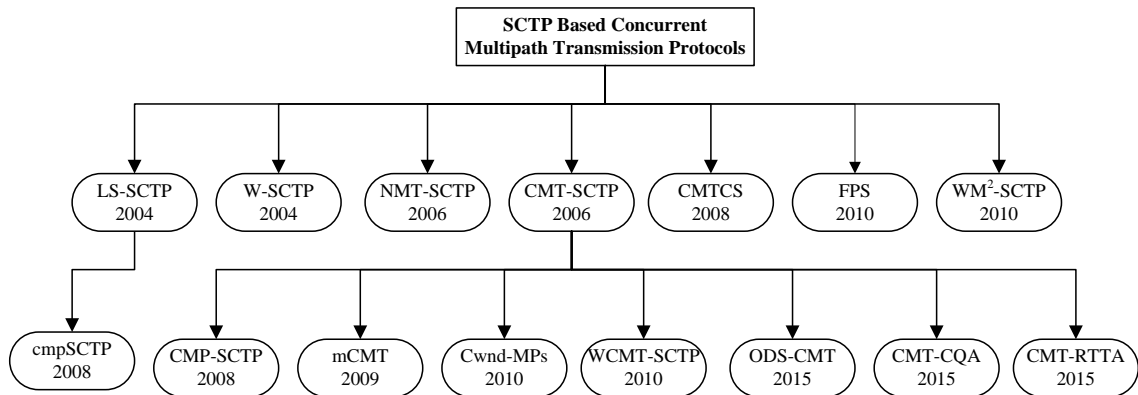 SCTP Based Concurrent
Multipath Transmission Protocols
LS-SCTP
2004
W-SCTP
2004
NMT-SCTP
2006
CMT-SCTP
2006
CMTCS
2008
FPS
2010
WM²-SCTP
2010
cmpSCTP
2008
CMP-SCTP
2008
mCMT
2009
Cwnd-MPs
2010
WCMT-SCTP
2010
ODS-CMT
2015
CMT-CQA
2015
CMT-RTTA
2015